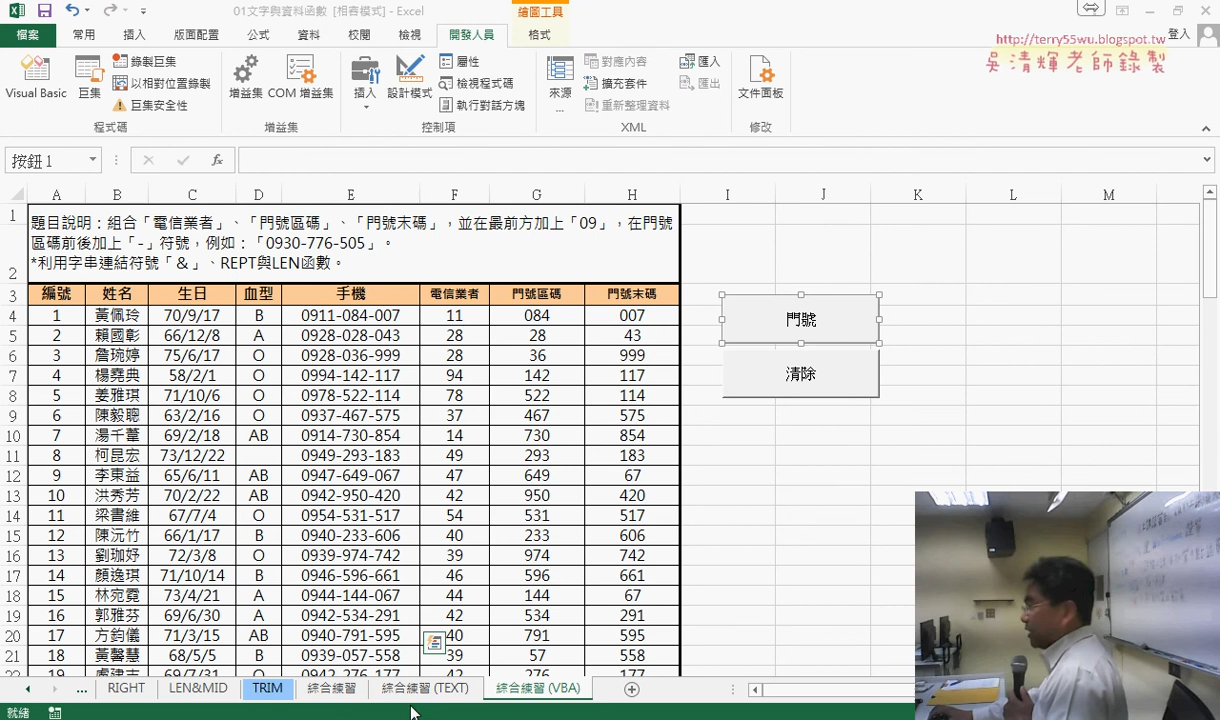 01文字與資料函數 [相容模式] - Excel
繪圖工具
檔案 常用 插入 版面配置 公式 資料 校閱 檢視 開發人員 格式
登入
http://terry55wu.blogspot.tw
吳清輝老師錄製
Visual Basic 巨集 錄製巨集 以相對位置錄製 巨集安全性
程式碼
增益集 COM 增益集
增益集
插入 設計模式 屬性 檢視程式碼 執行對話方塊
控制項
來源 對應內容 擴充套件 重新整理資料 匯入 匯出
XML
文件面板
修改
按鈕 1
fx
A B C D E F G H I J K L M
題目說明：組合「電信業者」、「門號區碼」、「門號末碼」，並在最前方加上「09」，在門號
區碼前後加上「-」符號，例如：「0930-776-505」。
*利用字串連結符號「&」、REPT與LEN函數。
1
2
3 編號 姓名 生日 血型 手機 電信業者 門號區碼 門號末碼
4 1 黃佩玲 70/9/17 B 0911-084-007 11 084 007
5 2 賴國彰 66/12/8 A 0928-028-043 28 28 43
6 3 詹琬婷 75/6/17 O 0928-036-999 28 36 999
7 4 楊堯典 58/2/1 O 0994-142-117 94 142 117
8 5 姜雅琪 71/10/6 O 0978-522-114 78 522 114
9 6 陳毅聰 63/2/16 O 0937-467-575 37 467 575
10 7 湯千葦 69/2/18 AB 0914-730-854 14 730 854
11 8 柯昆宏 73/12/22 0949-293-183 49 293 183
12 9 李東益 65/6/11 AB 0947-649-067 47 649 67
13 10 洪秀芳 70/2/22 AB 0942-950-420 42 950 420
14 11 梁書維 67/7/4 O 0954-531-517 54 531 517
15 12 陳沅竹 66/1/17 B 0940-233-606 40 233 606
16 13 劉珈妤 72/3/8 O 0939-974-742 39 974 742
17 14 顏逸琪 71/10/14 B 0946-596-661 46 596 661
18 15 林宛霓 73/4/21 A 0944-144-067 44 144 67
19 16 郭雅芬 69/6/30 A 0942-534-291 42 534 291
20 17 方鈞儀 71/3/15 AB 0940-791-595 40 791 595
21 18 黃馨慧 68/5/5 B 0939-057-558 39 57 558
門號
清除
... RIGHT LEN&MID TRIM 綜合練習 綜合練習 (TEXT) 綜合練習 (VBA)
就緒